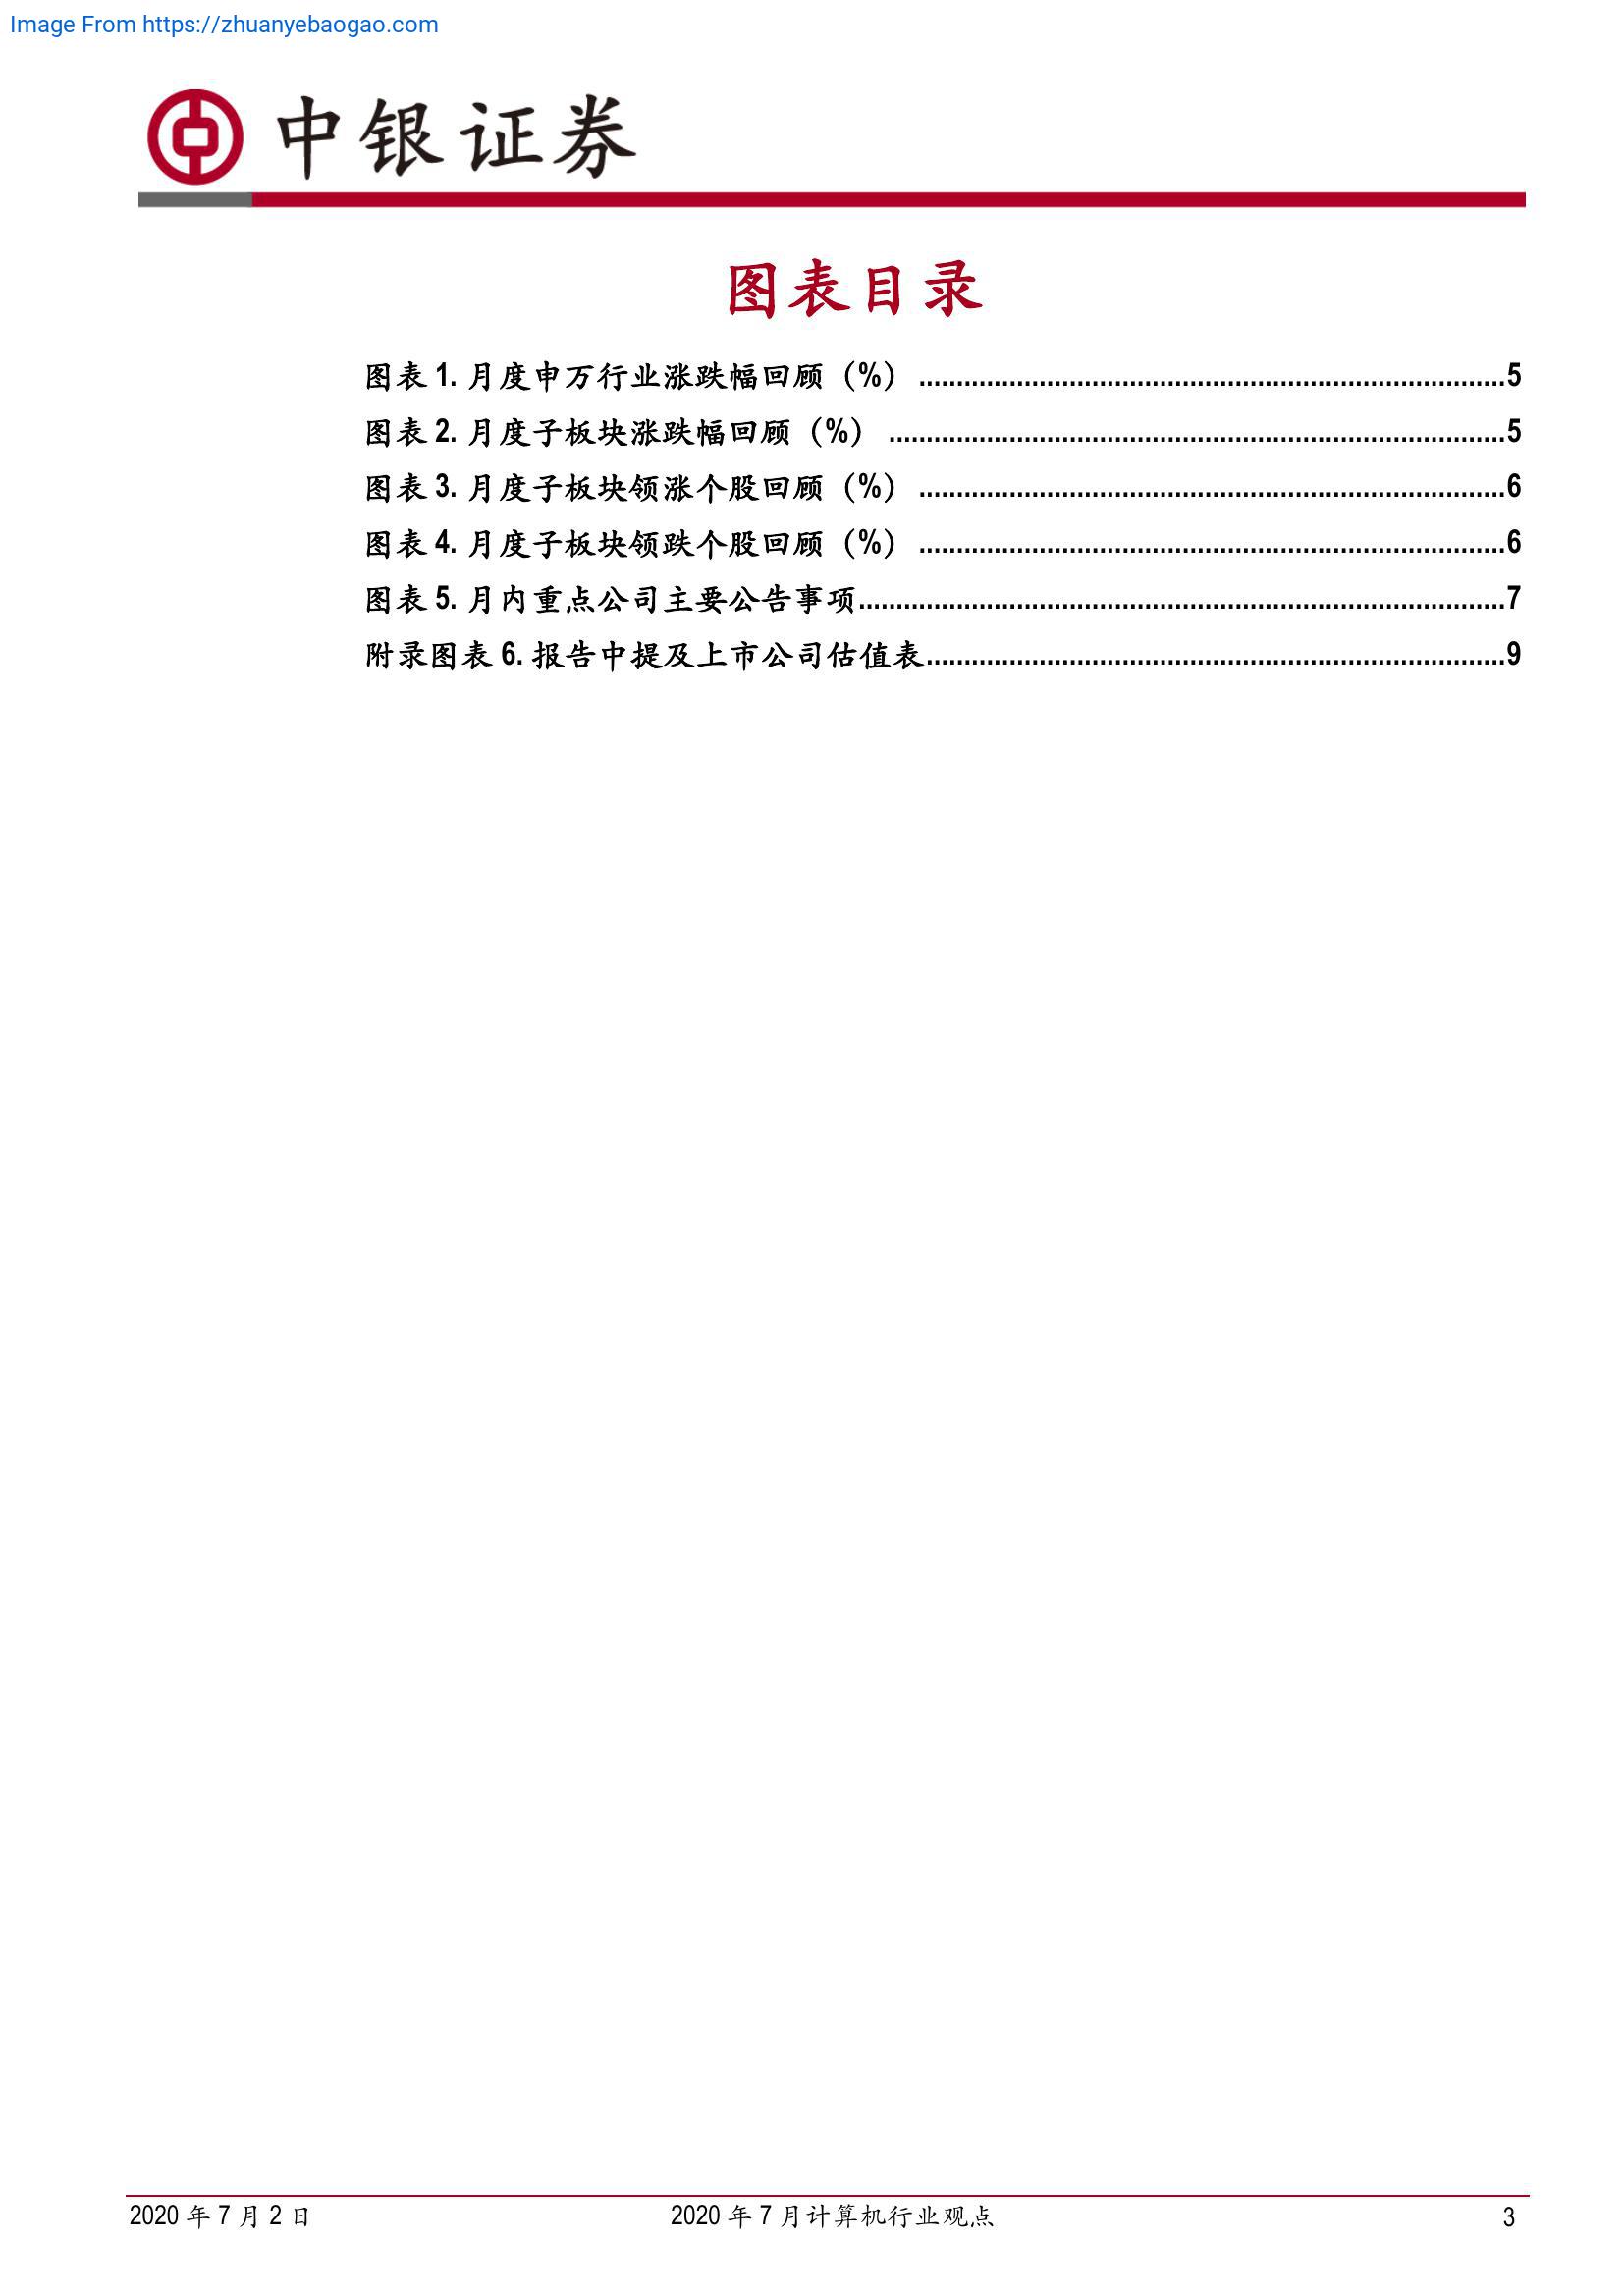 Image From https://zhuanyebaogao.com
中银证券
图表目录
图表 1. 月度申万行业涨跌幅回顾（%） ................................................................................5
图表 2. 月度子板块涨跌幅回顾（%） ....................................................................................5
图表 3. 月度子板块领涨个股回顾（%） ................................................................................6
图表 4. 月度子板块领跌个股回顾（%） ................................................................................6
图表 5. 月内重点公司主要公告事项........................................................................................7
附录图表 6. 报告中提及上市公司估值表...............................................................................9
2020 年 7 月 2 日 2020 年 7 月计算机行业观点 3